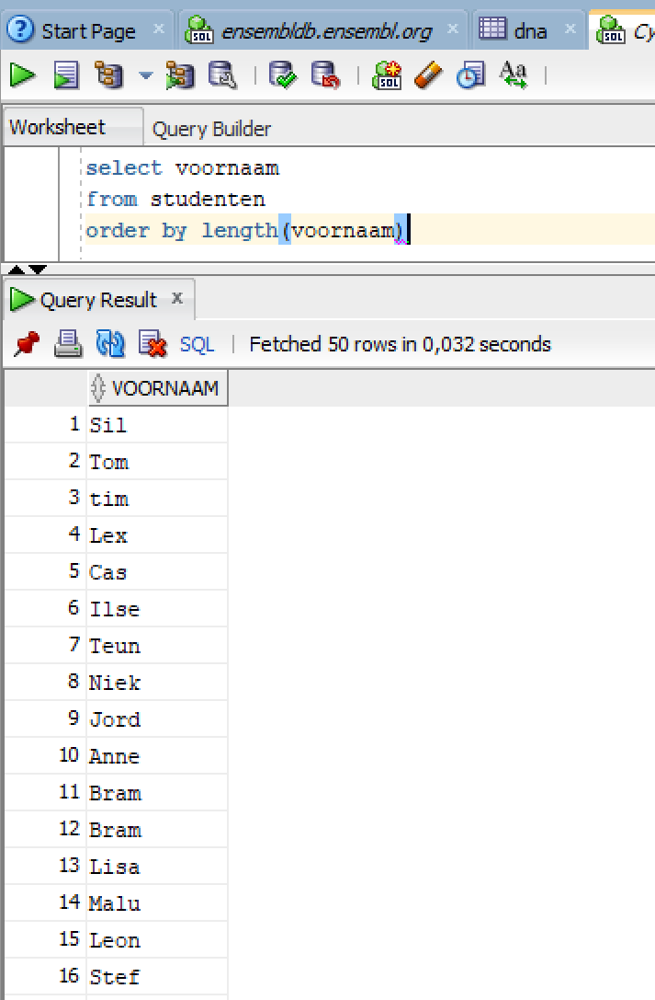 Start Page ensembldb.ensembl.org dna Cy
Worksheet Query Builder
select voornaam
from studenten
order by length(voornaam)
Query Result
SQL Fetched 50 rows in 0,032 seconds
VOORNAAM
1 Sil
2 Tom
3 tim
4 Lex
5 Cas
6 Ilse
7 Teun
8 Niek
9 Jord
10 Anne
11 Bram
12 Bram
13 Lisa
14 Malu
15 Leon
16 Stef